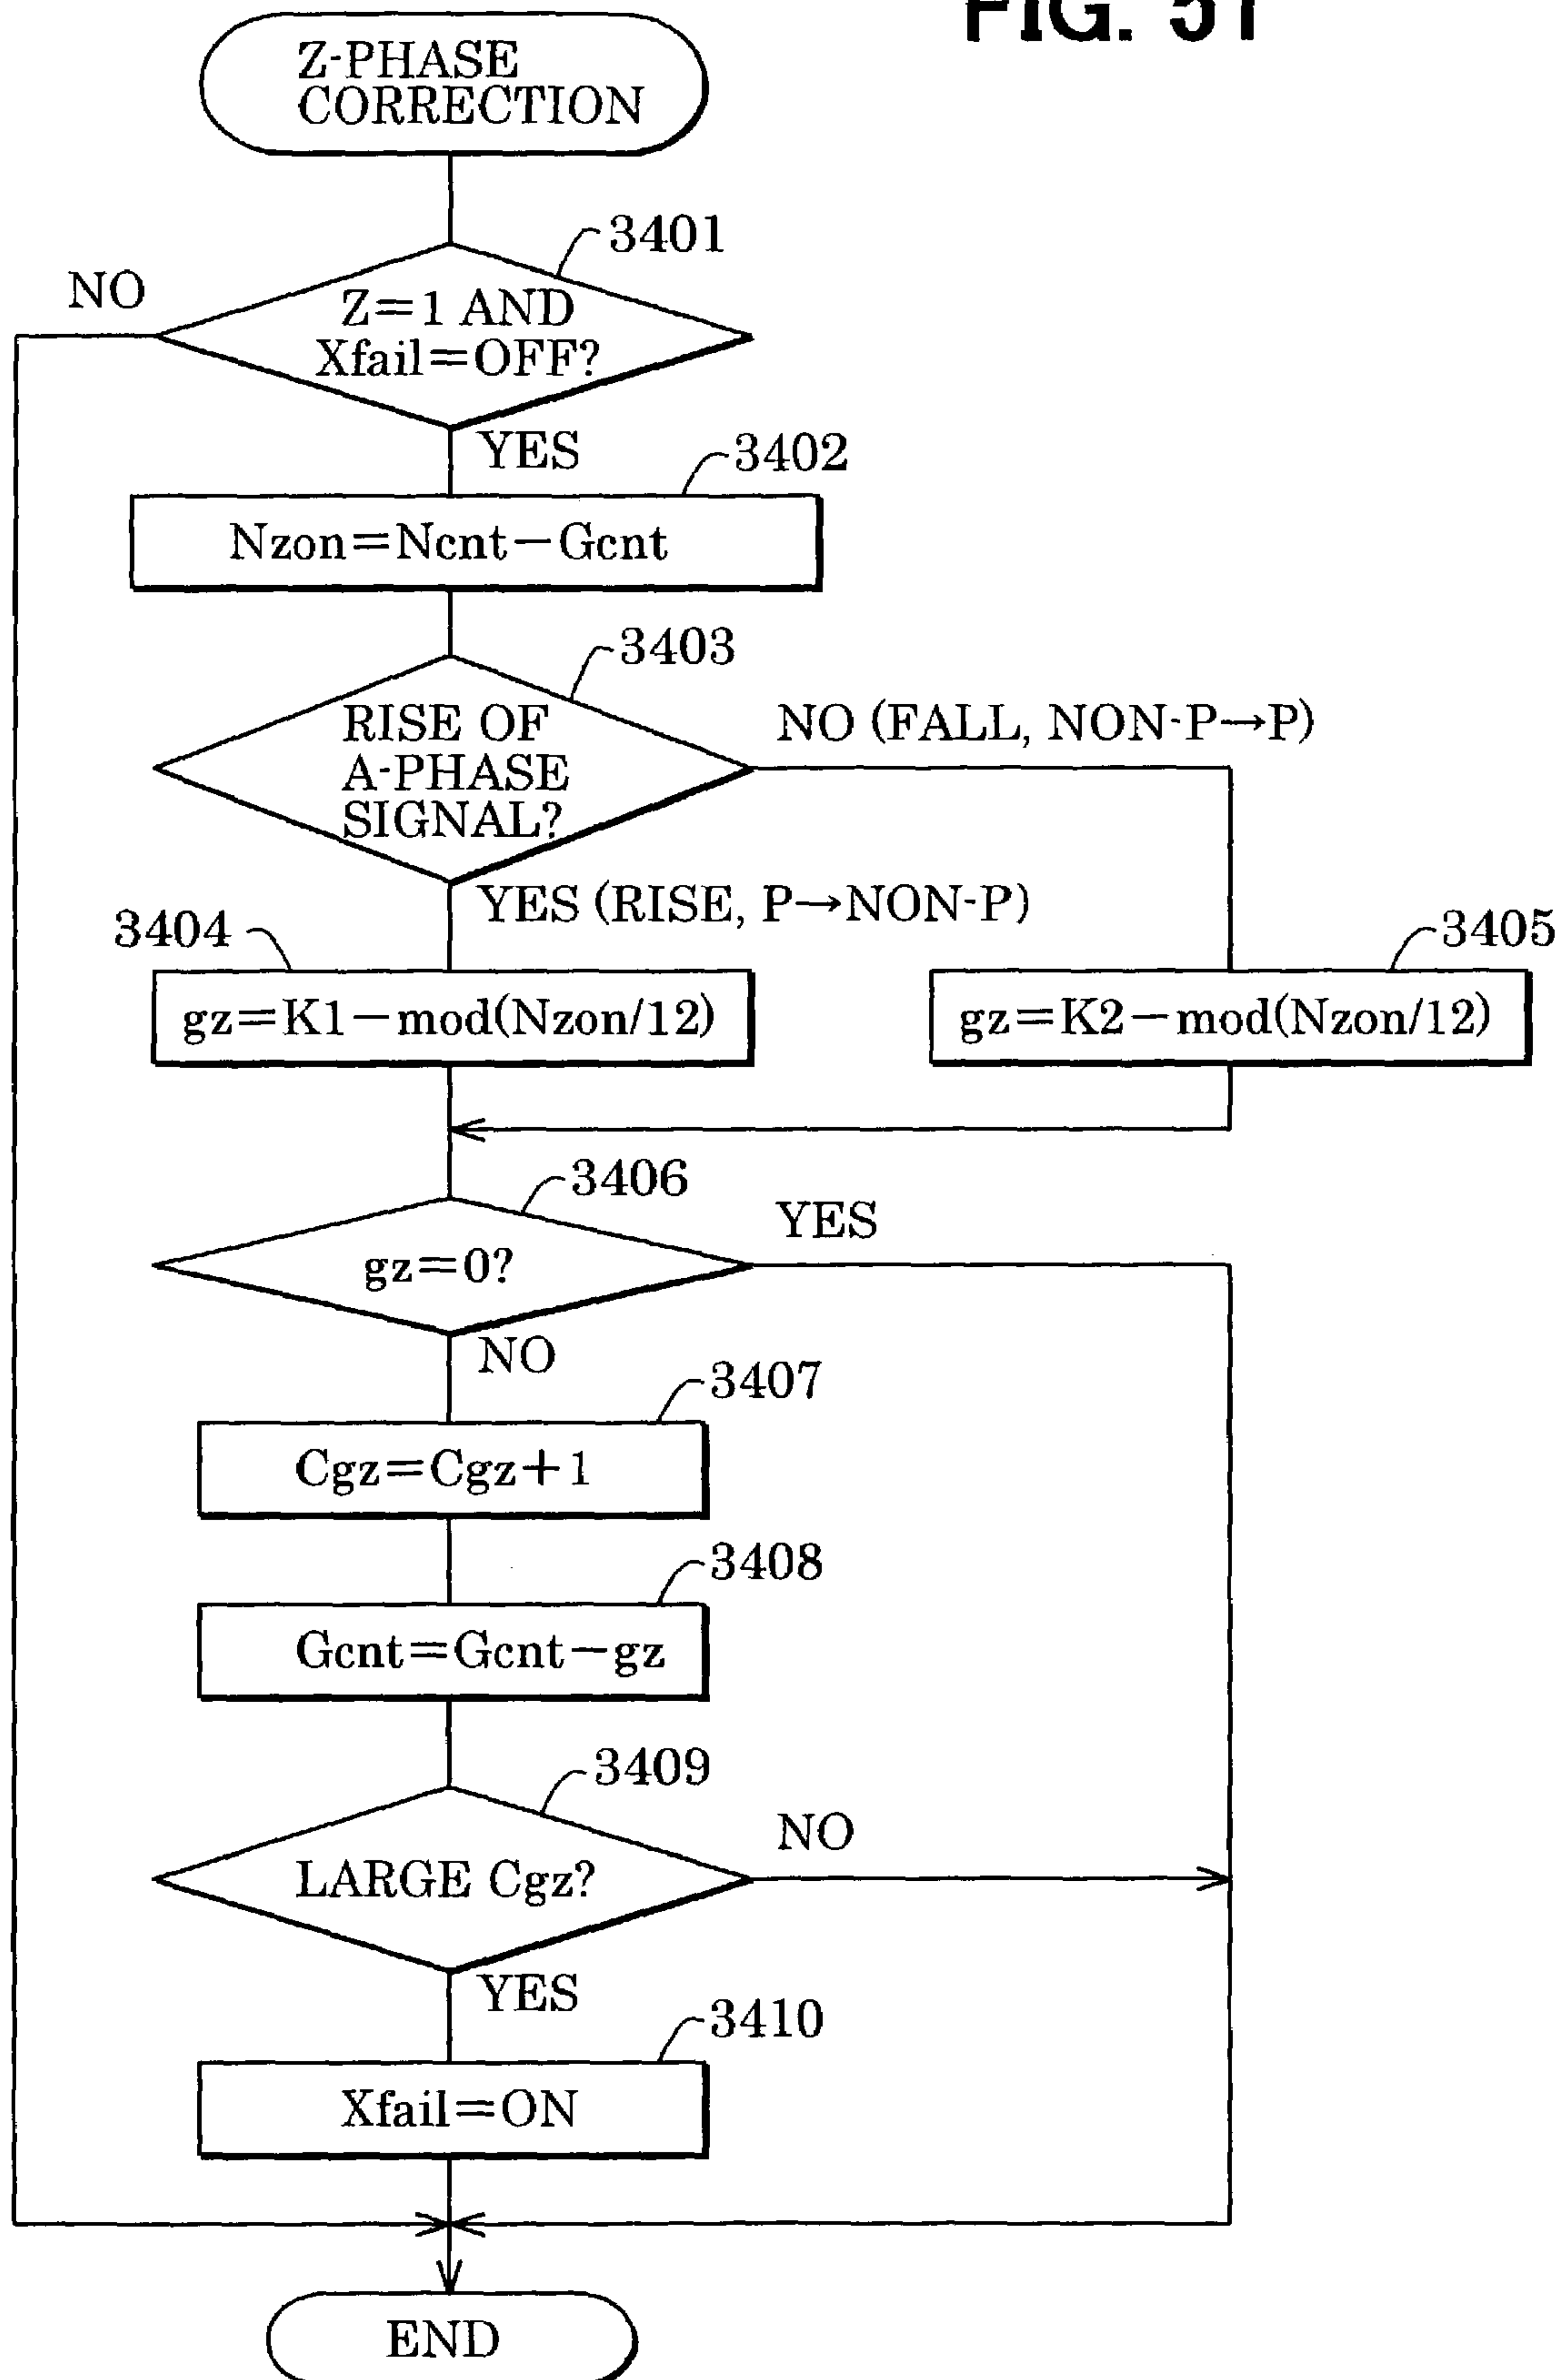 FIG. 51
Z-PHASE
CORRECTION
3401
NO
Z=1 AND
Xfail=OFF?
YES
3402
Nzon=Ncnt−Gcnt
3403
RISE OF
A-PHASE
SIGNAL?
NO (FALL, NON-P→P)
YES (RISE, P→NON-P)
3404
3405
gz=K1−mod(Nzon/12)
gz=K2−mod(Nzon/12)
3406
YES
gz=0?
NO
3407
Cgz=Cgz+1
3408
Gcnt=Gcnt−gz
3409
NO
LARGE Cgz?
YES
3410
Xfail=ON
END